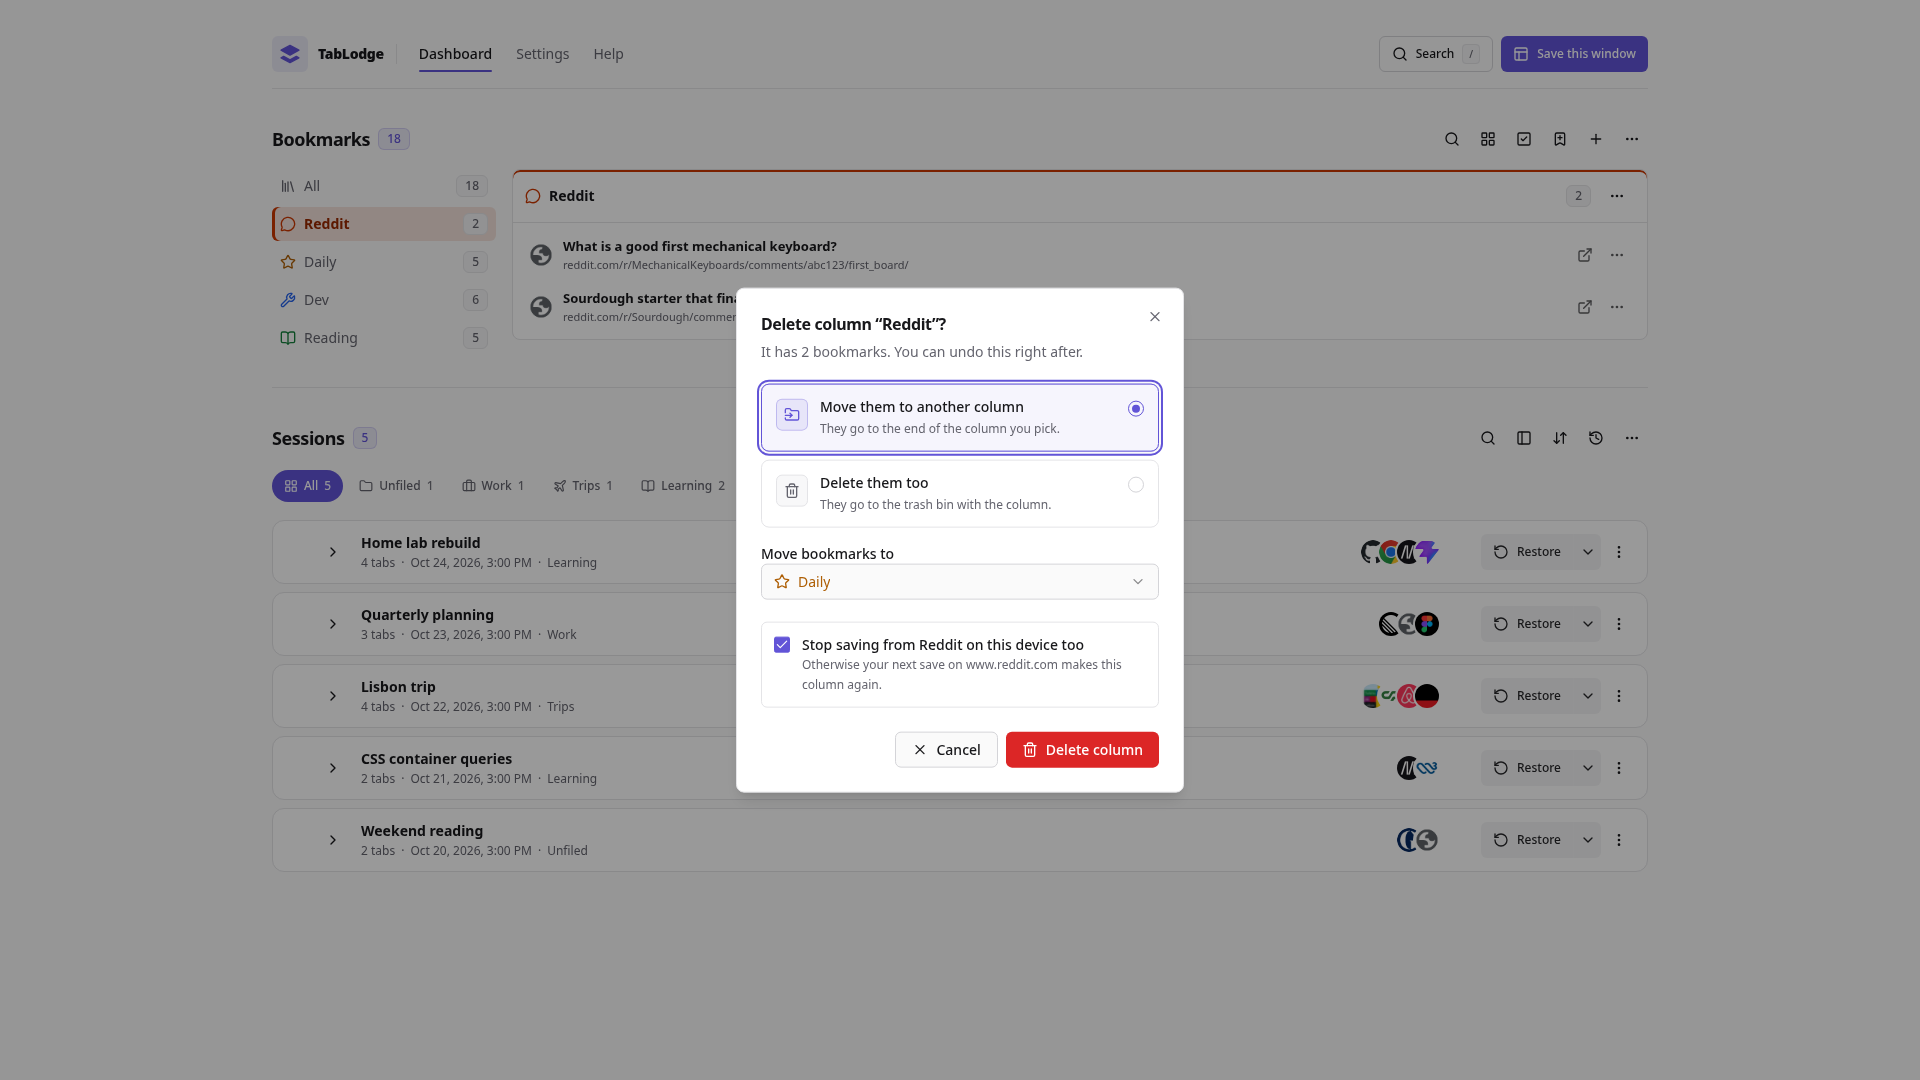 TabLodge
Dashboard
Settings
Help
Search /
Save this window
Bookmarks 18
All 18
Reddit 2
Daily 5
Dev 6
Reading 5
Reddit 2
What is a good first mechanical keyboard?
reddit.com/r/MechanicalKeyboards/comments/abc123/first_board/
Sourdough starter that
reddit.com/r/Sourdough/
Delete column “Reddit”?
It has 2 bookmarks. You can undo this right after.
Move them to another column
They go to the end of the column you pick.
Delete them too
They go to the trash bin with the column.
Move bookmarks to
Daily
Stop saving from Reddit on this device too
Otherwise your next save on www.reddit.com makes this
column again.
Cancel
Delete column
Sessions 5
All 5
Unfiled 1
Work 1
Trips 1
Learning 2
Home lab rebuild
4 tabs · Oct 24, 2026, 3:00 PM · Learning
Restore
Quarterly planning
3 tabs · Oct 23, 2026, 3:00 PM · Work
Restore
Lisbon trip
4 tabs · Oct 22, 2026, 3:00 PM · Trips
Restore
CSS container queries
2 tabs · Oct 21, 2026, 3:00 PM · Learning
Restore
Weekend reading
2 tabs · Oct 20, 2026, 3:00 PM · Unfiled
Restore